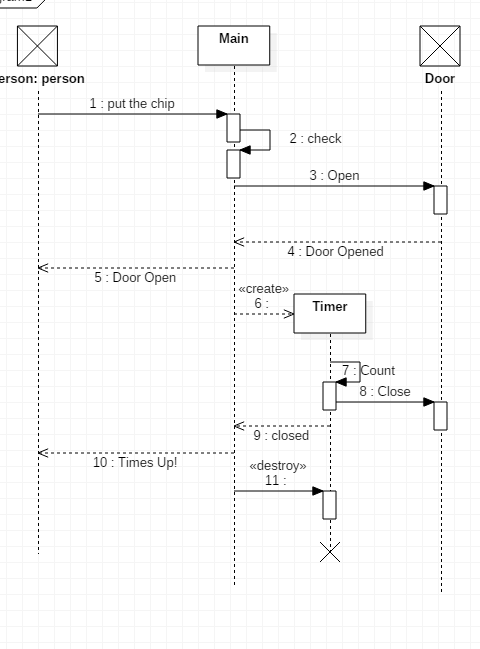 Main
erson: person
Door
1 : put the chip
2 : check
3 : Open
4 : Door Opened
5 : Door Open
«create»
6 :
Timer
7 : Count
8 : Close
9 : closed
10 : Times Up!
«destroy»
11 :